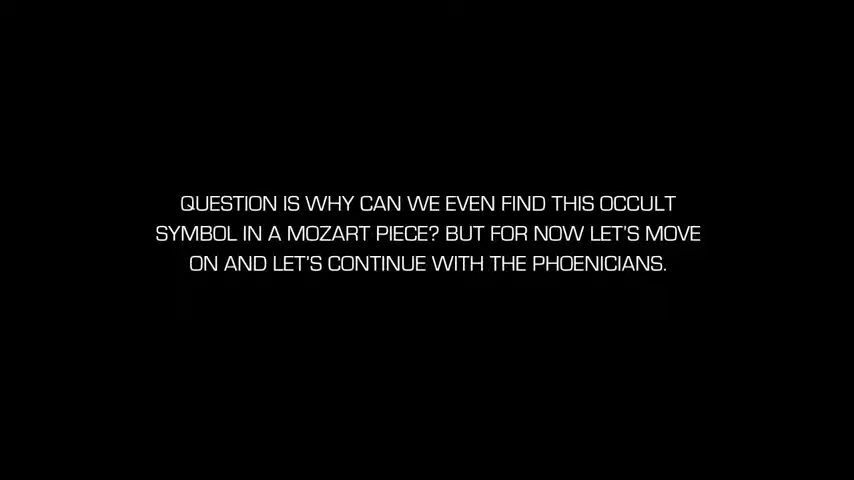 QUESTION IS WHY CAN WE EVEN FIND THIS OCCULT
SYMBOL IN A MOZART PIECE? BUT FOR NOW LET'S MOVE
ON AND LET'S CONTINUE WITH THE PHOENICIANS.